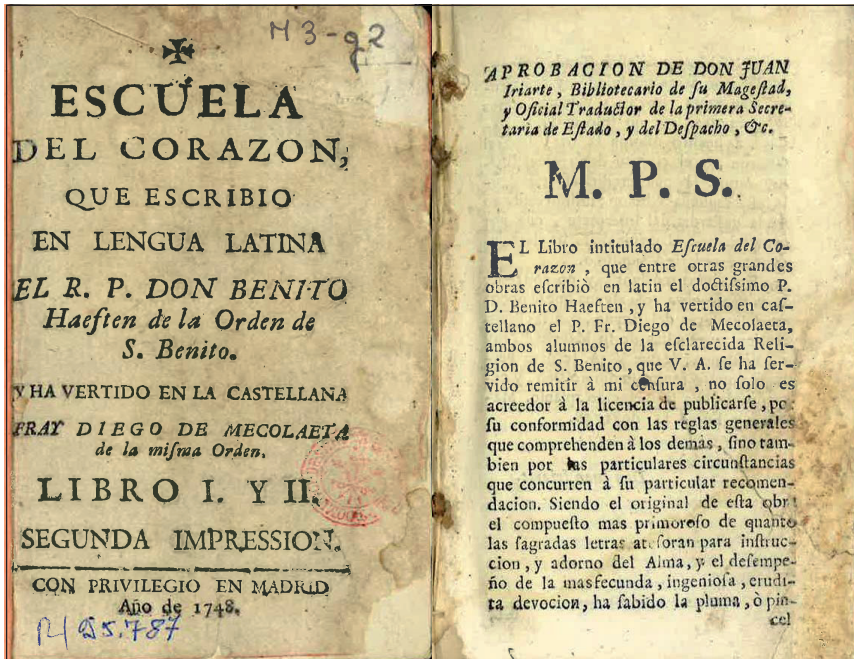 M 3-g2
ESCUELA
DEL CORAZON,
QUE ESCRIBIO
EN LENGUA LATINA
EL R. P. DON BENITO
Haeften de la Orden de
S. Benito.
Y HA VERTIDO EN LA CASTELLANA
FRAY DIEGO DE MECOLAETA
de la miſma Orden.
LIBRO I. Y II.
SEGUNDA IMPRESSION.
CON PRIVILEGIO EN MADRID
Año de 1748.
APROBACION DE DON JUAN
Iriarte, Bibliotecario de ſu Mageſtad,
y Oficial Traductor de la primera Secre-
taria de Eſtado, y del Deſpacho, &c.
M. P. S.
EL Libro intitulado Eſcuela del Co-
razon, que entre otras grandes
obras eſcribiò en latin el doctiſsimo P.
D. Benito Haeften, y ha vertido en caſ-
tellano el P. Fr. Diego de Mecolaeta,
ambos alumnos de la eſclarecida Reli-
gion de S. Benito, que V. A. ſe ha ſer-
vido remitir à mi cenſura, no ſolo es
acreedor à la licencia de publicarſe, por
ſu conformidad con las reglas generales
que comprehenden à los demàs, ſino tam-
bien por las particulares circunſtancias
que concurren à ſu particular recomen-
dacion. Siendo el original de eſta obra
el compueſto mas primoroſo de quanto
las ſagradas letras ateſoran para inſtruc-
cion, y adorno del Alma, y el deſempe-
ño de la masfecunda, ingenioſa, erudi-
ta devocion, ha ſabido la pluma, ò pin-
cel